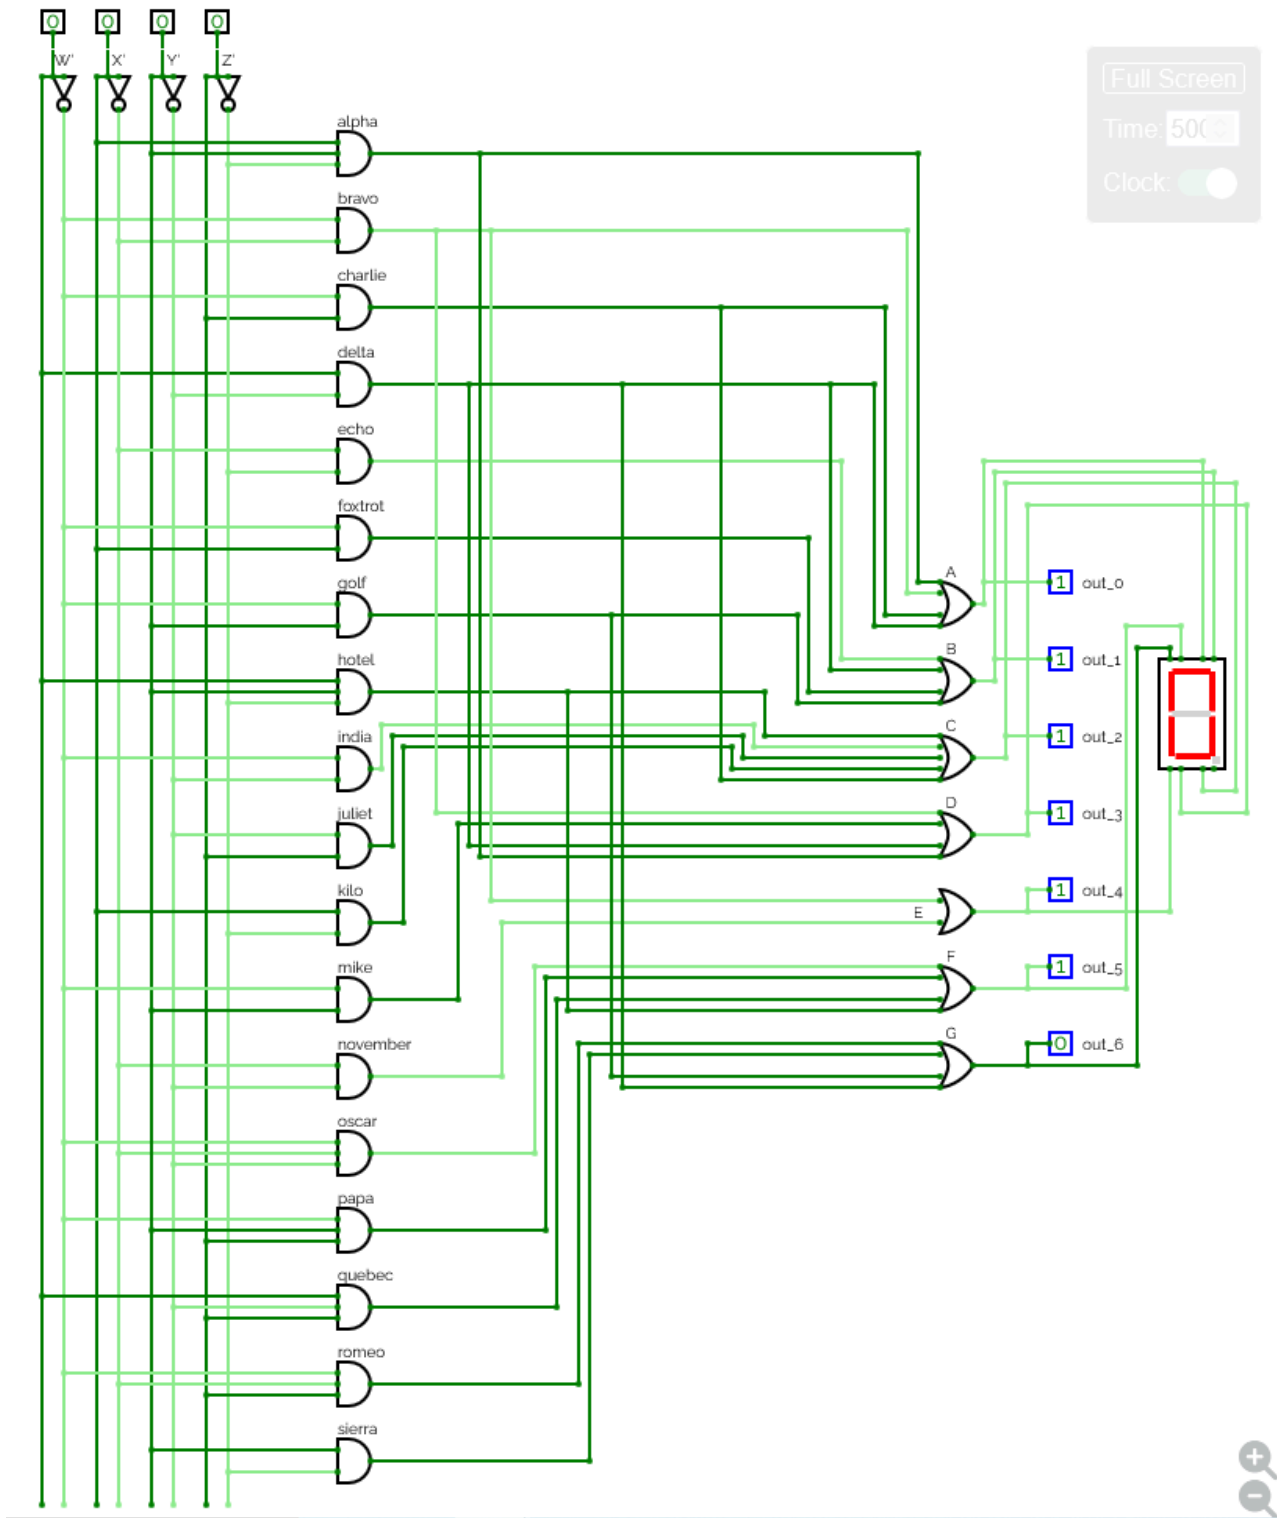 0 0 0 0
W' X' Y' Z'
Full Screen
Time: 500
Clock:
alpha
bravo
charlie
delta
echo
foxtrot
golf
hotel
india
juliet
kilo
mike
november
oscar
papa
quebec
romeo
sierra
A
B
C
D
E
F
G
1 out_0
1 out_1
1 out_2
1 out_3
1 out_4
1 out_5
0 out_6
0